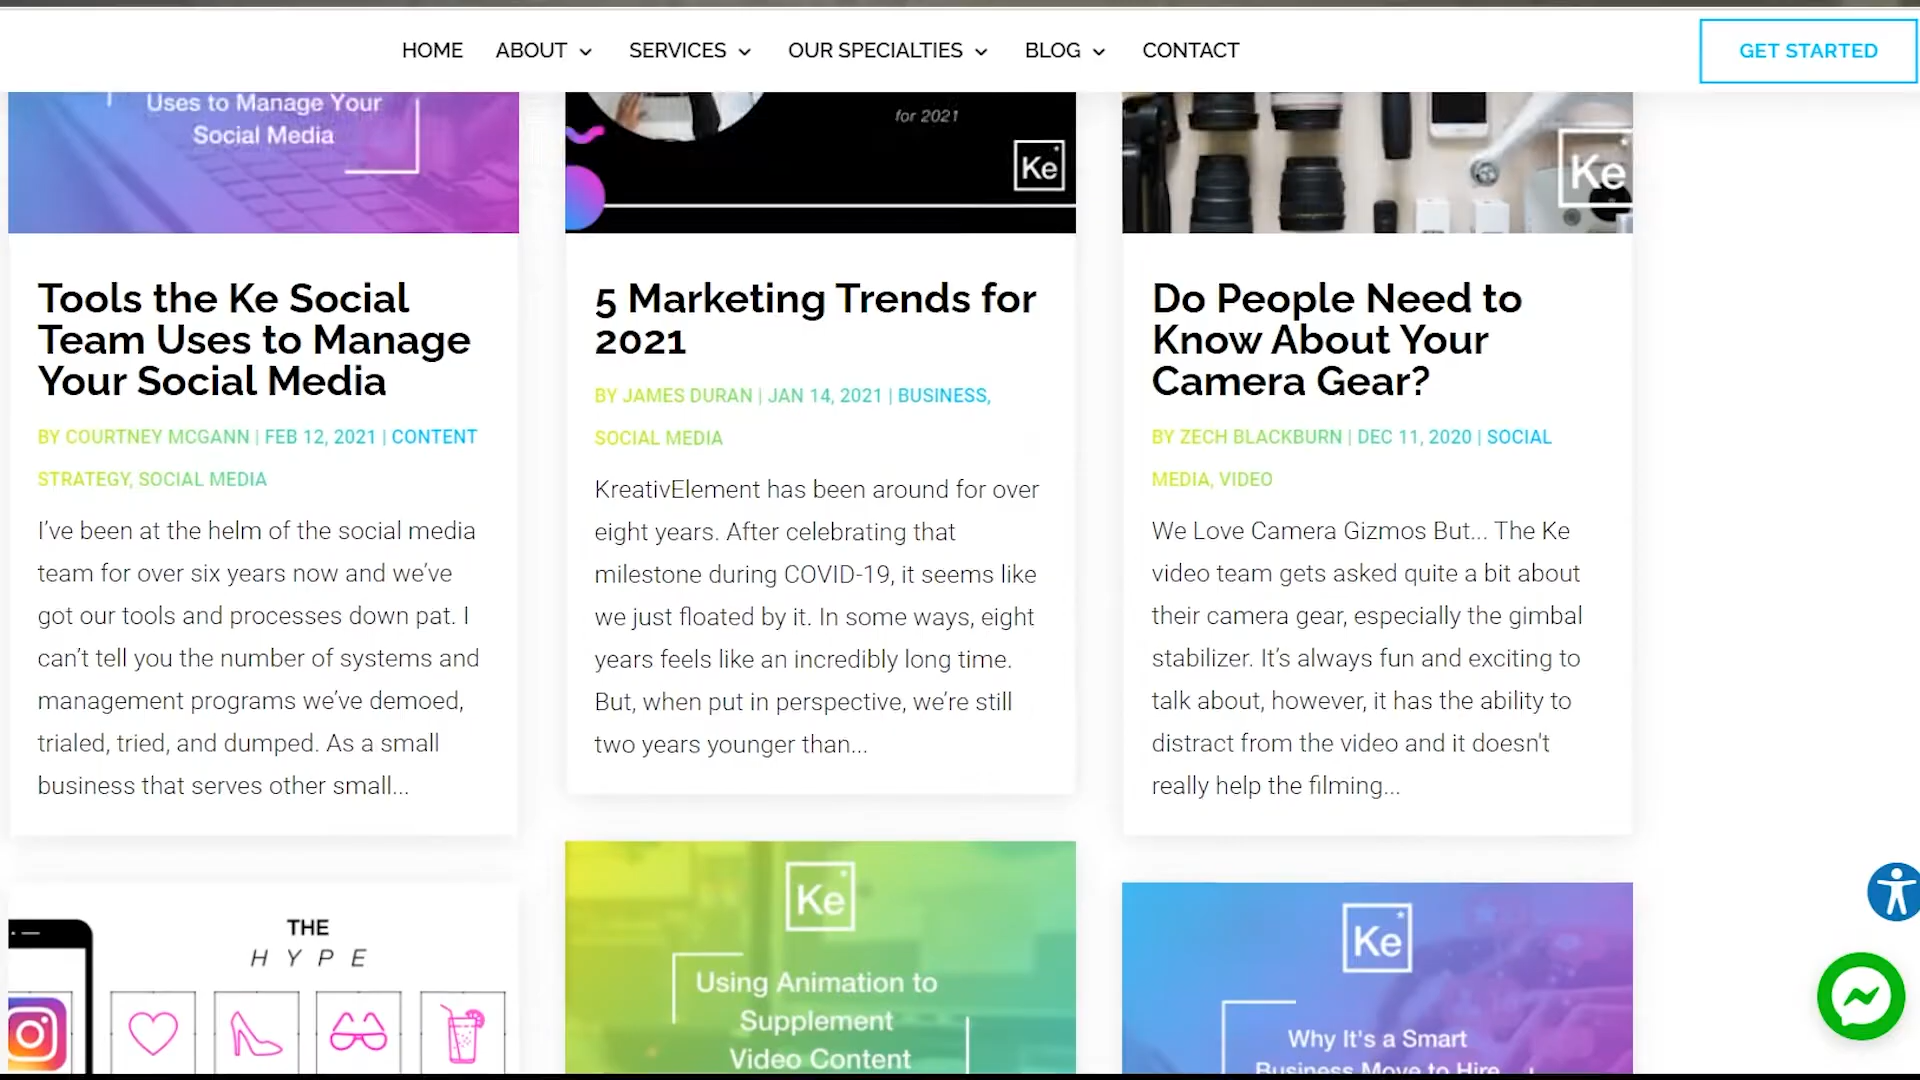 HOME ABOUT SERVICES OUR SPECIALTIES BLOG CONTACT
GET STARTED
Uses to Manage Your
Social Media
for 2021
Ke
Ke
Tools the Ke Social
Team Uses to Manage
Your Social Media
BY COURTNEY MCGANN | FEB 12, 2021 | CONTENT
STRATEGY, SOCIAL MEDIA
I've been at the helm of the social media
team for over six years now and we've
got our tools and processes down pat. I
can't tell you the number of systems and
management programs we've demoed,
trialed, tried, and dumped. As a small
business that serves other small...
5 Marketing Trends for
2021
BY JAMES DURAN | JAN 14, 2021 | BUSINESS,
SOCIAL MEDIA
KreativElement has been around for over
eight years. After celebrating that
milestone during COVID-19, it seems like
we just floated by it. In some ways, eight
years feels like an incredibly long time.
But, when put in perspective, we're still
two years younger than...
Do People Need to
Know About Your
Camera Gear?
BY ZECH BLACKBURN | DEC 11, 2020 | SOCIAL
MEDIA, VIDEO
We Love Camera Gizmos But... The Ke
video team gets asked quite a bit about
their camera gear, especially the gimbal
stabilizer. It's always fun and exciting to
talk about, however, it has the ability to
distract from the video and it doesn't
really help the filming...
THE
HYPE
Ke
Using Animation to
Supplement
Video Content
Ke
Why It's a Smart
Business Move to Hire